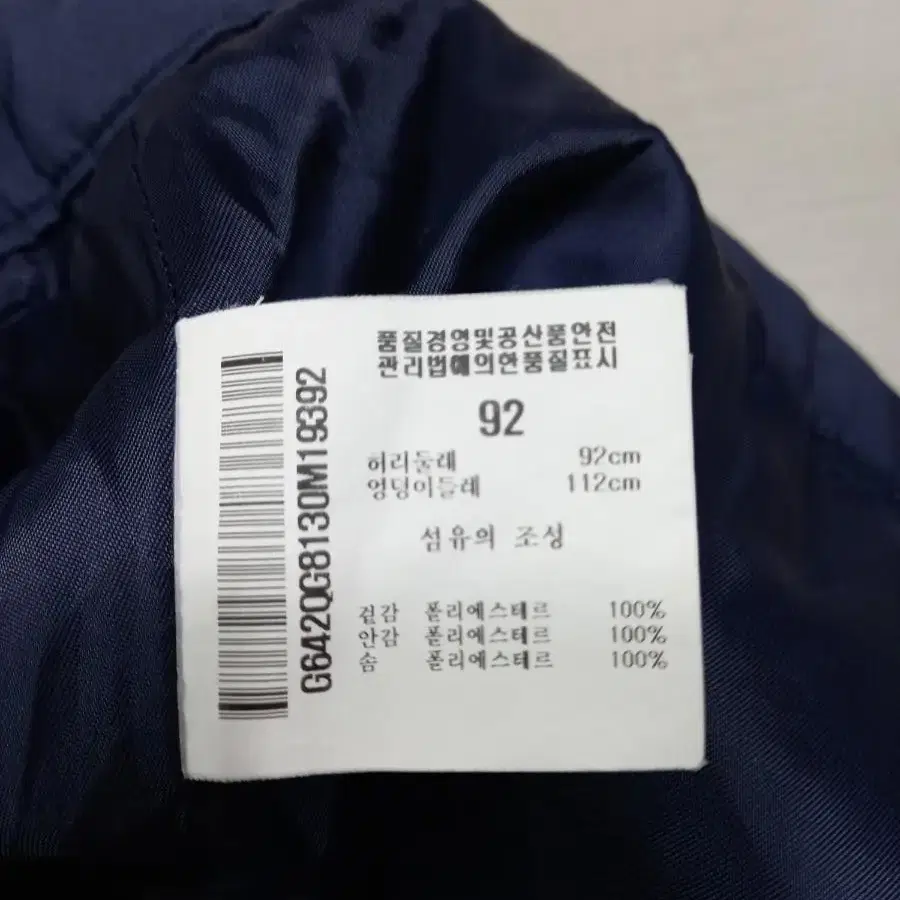 품질경영및공산품안전
관리법에의한품질표시
92
허리둘레 92cm
엉덩이둘레 112cm
섬유의 조성
겉감 폴리에스테르 100%
안감 폴리에스테르 100%
솜 폴리에스테르 100%
G642QG8130M19392